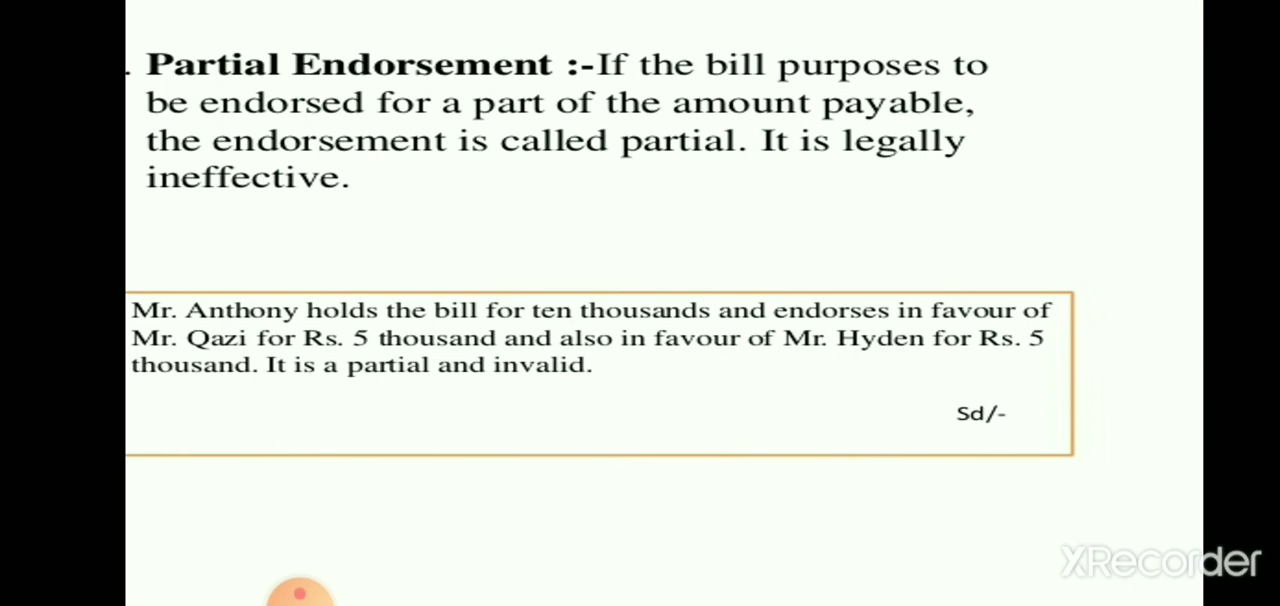 . Partial Endorsement :-If the bill purposes to
be endorsed for a part of the amount payable,
the endorsement is called partial. It is legally
ineffective.
Mr. Anthony holds the bill for ten thousands and endorses in favour of
Mr. Qazi for Rs. 5 thousand and also in favour of Mr. Hyden for Rs. 5
thousand. It is a partial and invalid.
Sd/-
XRecorder